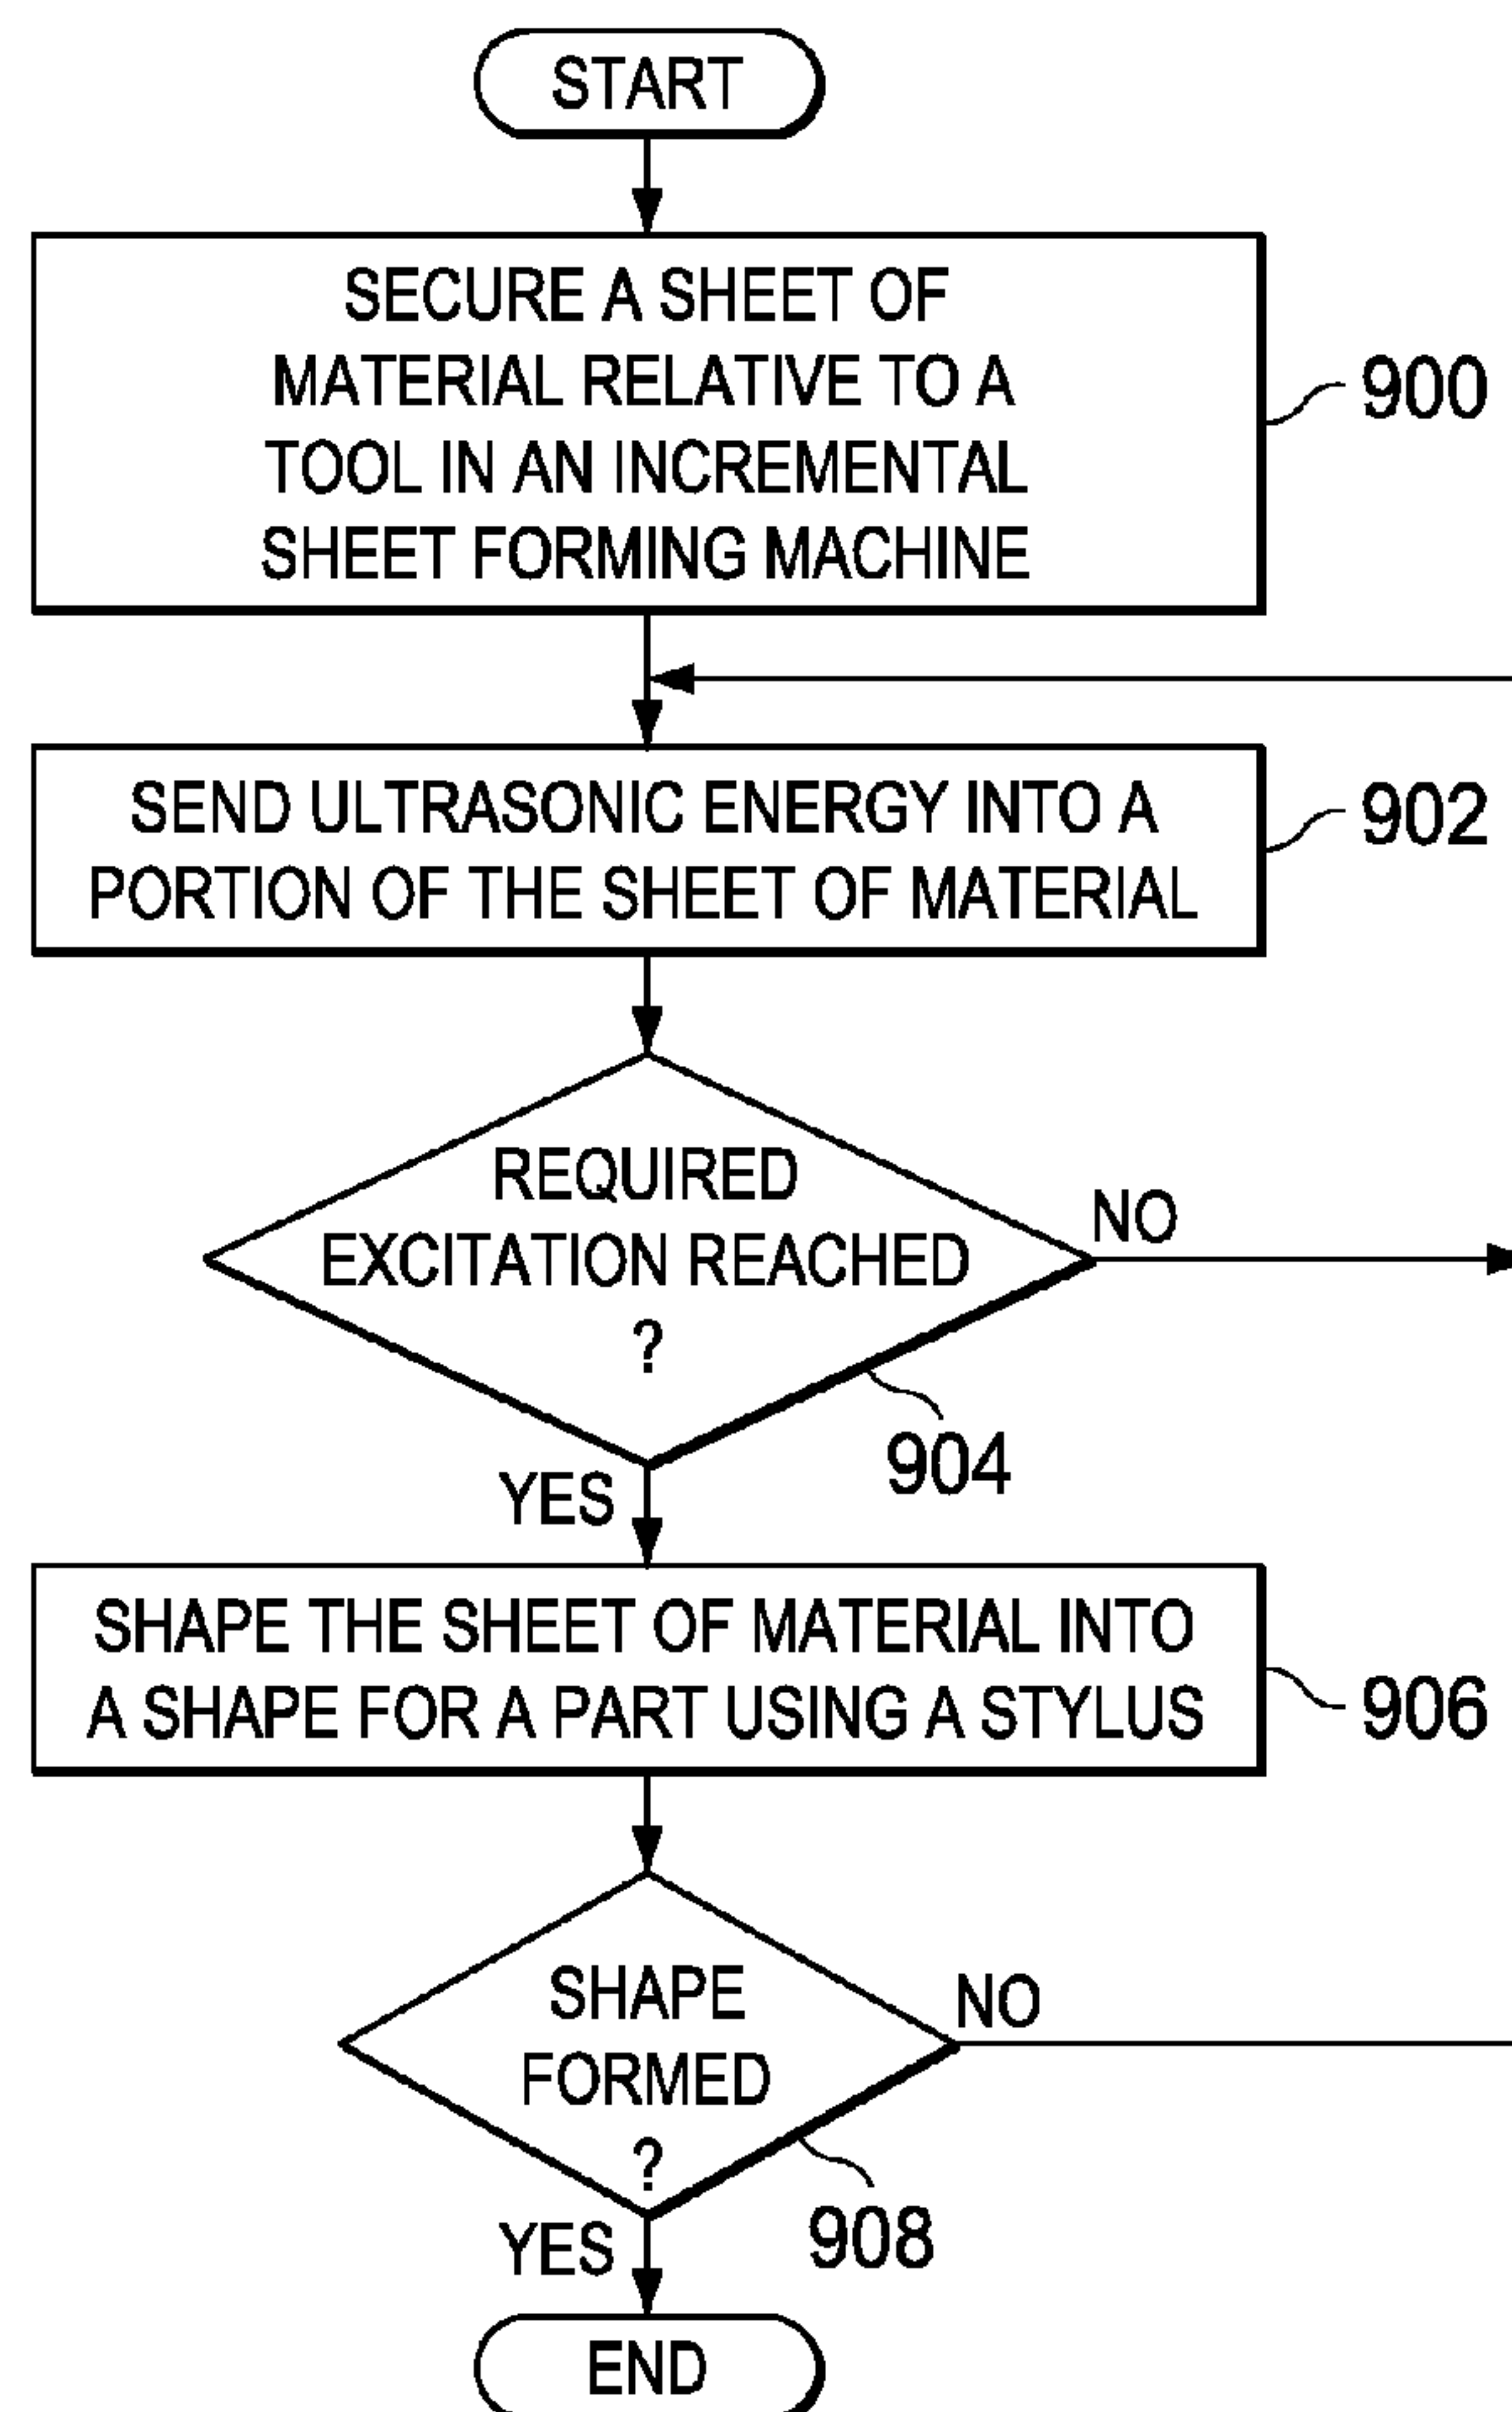 START
SECURE A SHEET OF
MATERIAL RELATIVE TO A
TOOL IN AN INCREMENTAL
SHEET FORMING MACHINE
900
SEND ULTRASONIC ENERGY INTO A
PORTION OF THE SHEET OF MATERIAL
902
REQUIRED
EXCITATION REACHED
?
NO
904
YES
SHAPE THE SHEET OF MATERIAL INTO
A SHAPE FOR A PART USING A STYLUS
906
SHAPE
FORMED
?
NO
908
YES
END